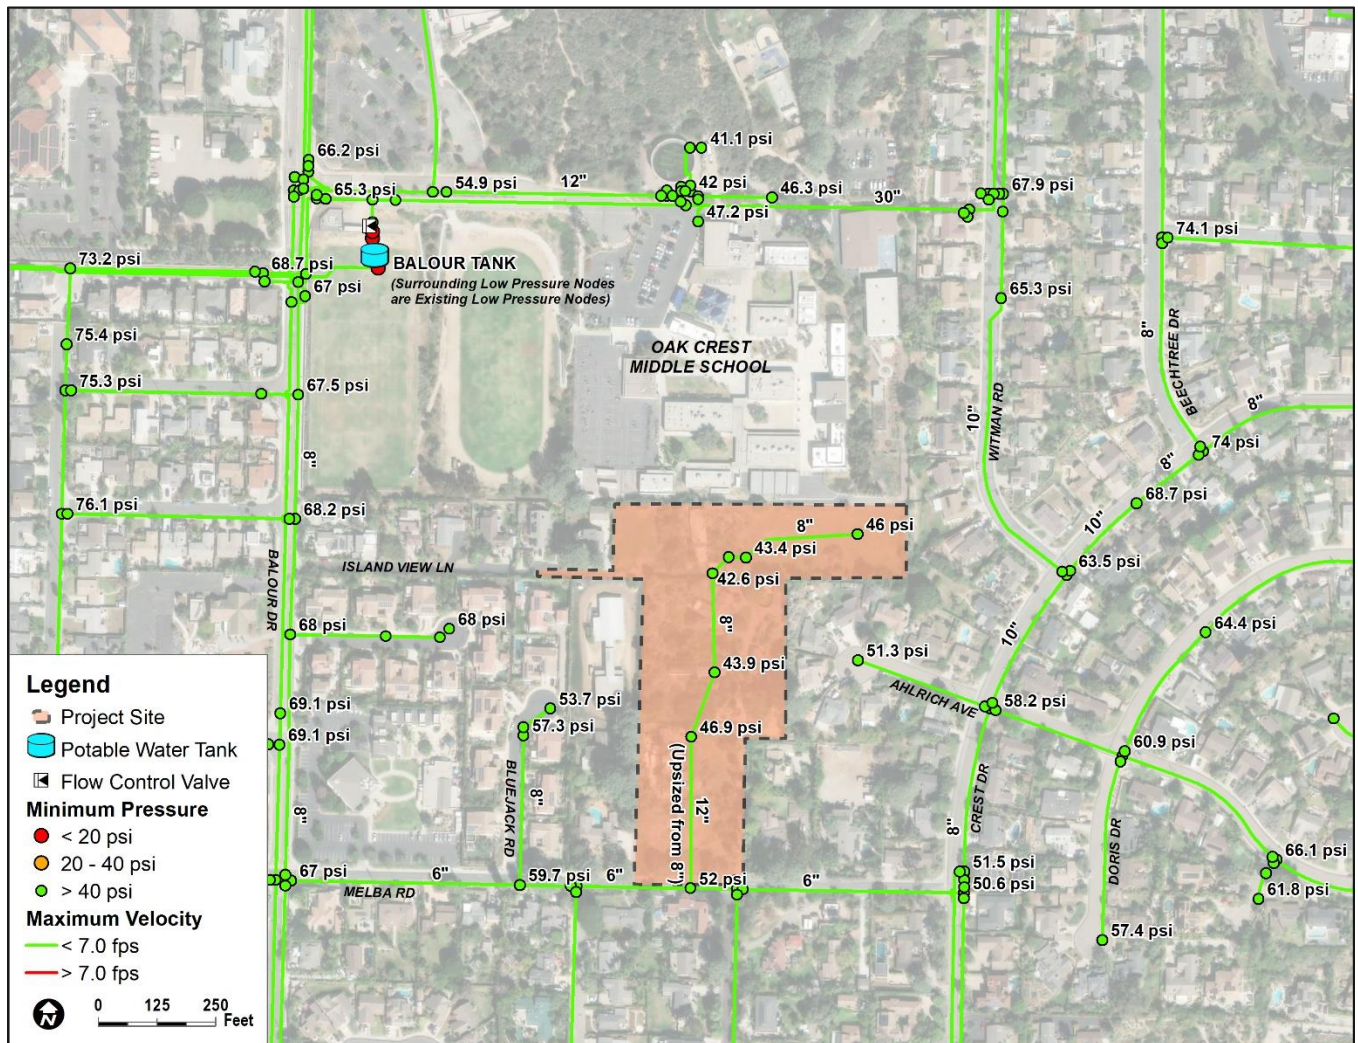 41.1 psi
66.2 psi
65.3 psi
54.9 psi
12"
42 psi
46.3 psi
30"
67.9 psi
47.2 psi
74.1 psi
73.2 psi
68.7 psi
67 psi
BALOUR TANK
(Surrounding Low Pressure Nodes
are Existing Low Pressure Nodes)
65.3 psi
75.4 psi
OAK CREST
MIDDLE SCHOOL
8"
BEECHTREE DR
75.3 psi
67.5 psi
10"
WITMAN RD
8"
8"
74 psi
8"
68.7 psi
76.1 psi
68.2 psi
8"
46 psi
10"
43.4 psi
ISLAND VIEW LN
42.6 psi
63.5 psi
BALOUR DR
8"
68 psi
68 psi
10"
64.4 psi
51.3 psi
43.9 psi
AHLRICH AVE
58.2 psi
69.1 psi
53.7 psi
57.3 psi
46.9 psi
69.1 psi
60.9 psi
BLUEJACK RD
8"
(Upsized from 8")
12"
8"
8"
CREST DR
DORIS DR
67 psi
MELBA RD
6"
59.7 psi
6"
52 psi
6"
51.5 psi
50.6 psi
66.1 psi
61.8 psi
57.4 psi
Legend
Project Site
Potable Water Tank
Flow Control Valve
Minimum Pressure
< 20 psi
20 - 40 psi
> 40 psi
Maximum Velocity
< 7.0 fps
> 7.0 fps
N
0 125 250
Feet